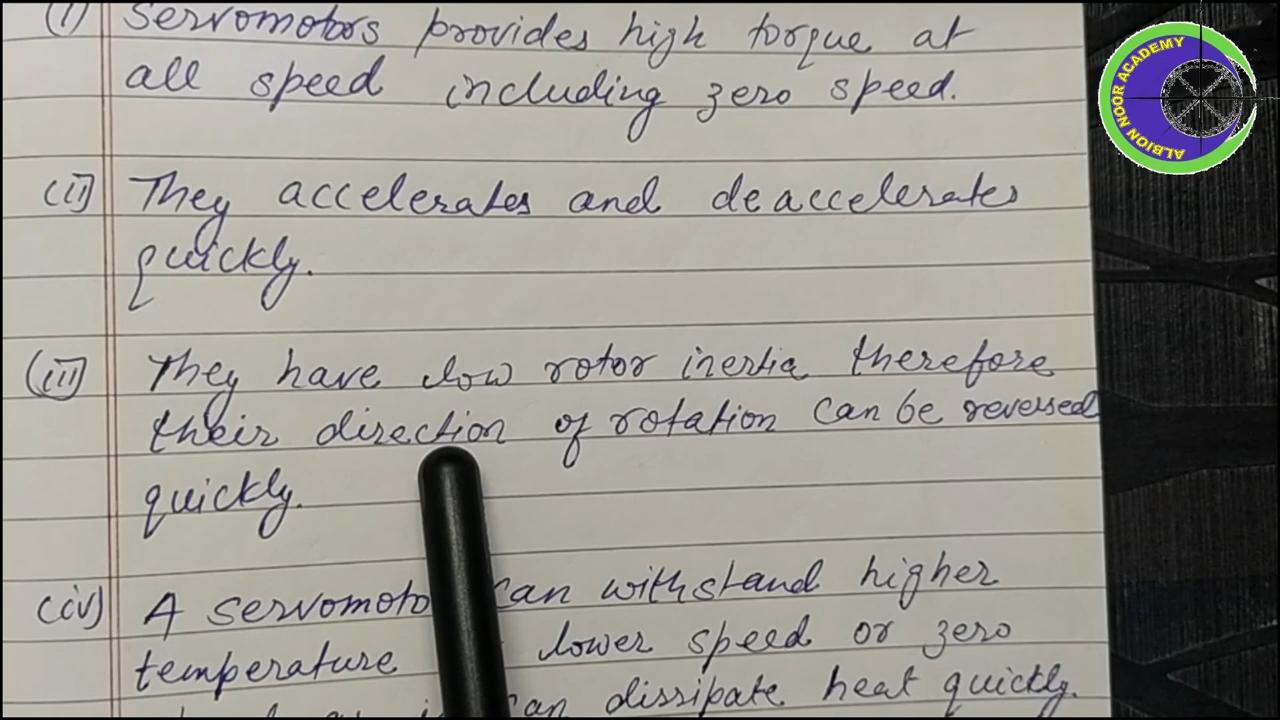 (i) Servomotors provides high torque at
all speed including zero speed.
(ii) They accelerates and deaccelerates
quickly.
(iii) They have low rotor inertia therefore
their direction of rotation can be reversed
quickly.
(iv) A servomoto can withstand higher
temperature lower speed or zero
can dissipate heat quickly.
ALBION NOOR ACADEMY